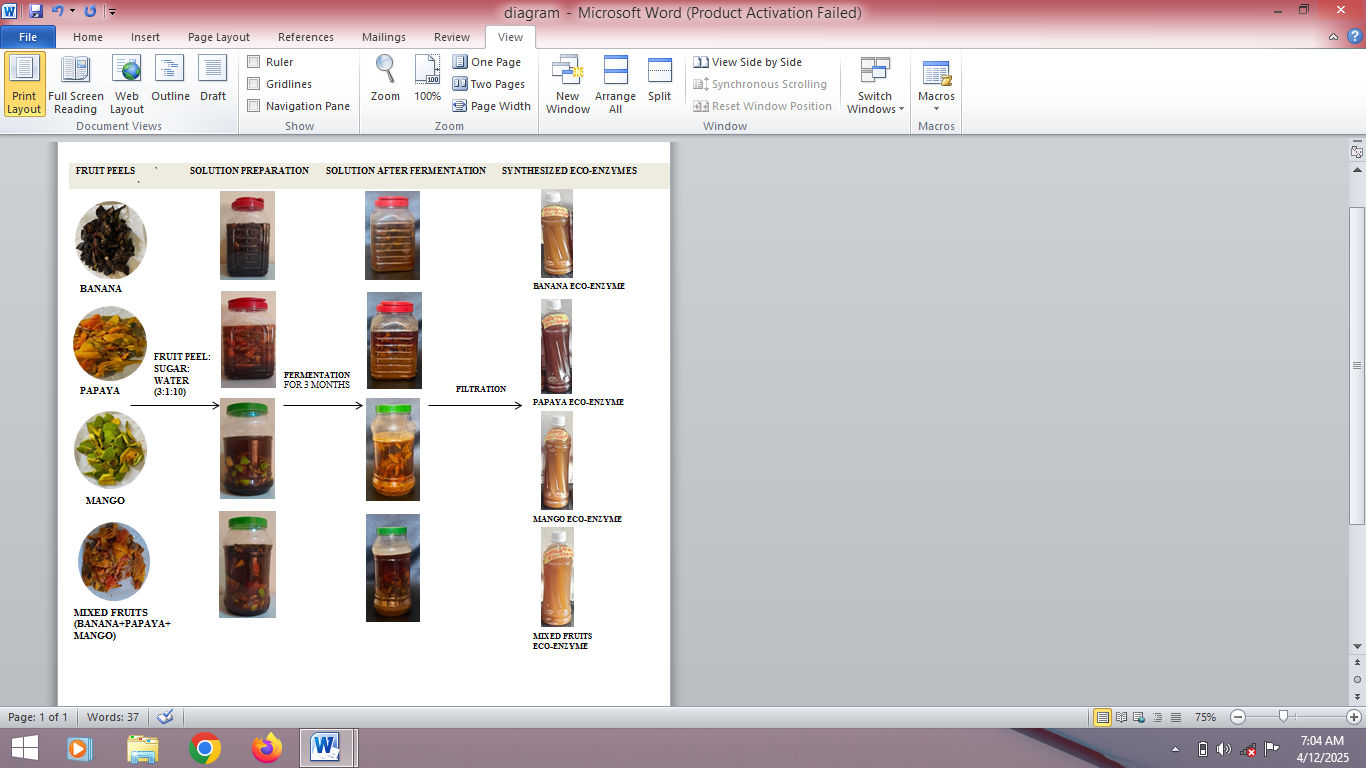 diagram - Microsoft Word (Product Activation Failed)
File Home Insert Page Layout References Mailings Review View
Print Layout
Full Screen Reading
Web Layout
Outline
Draft
Document Views
Ruler
Gridlines
Navigation Pane
Show
Zoom
100%
One Page
Two Pages
Page Width
Zoom
New Window
Arrange All
Split
View Side by Side
Synchronous Scrolling
Reset Window Position
Window
Switch Windows
Macros
Macros
FRUIT PEELS ` SOLUTION PREPARATION SOLUTION AFTER FERMENTATION SYNTHESIZED ECO-ENZYMES
`
BANANA
BANANA ECO-ENZYME
FRUIT PEEL:
SUGAR:
WATER
(3:1:10)
FERMENTATION
FOR 3 MONTHS
FILTRATION
PAPAYA
PAPAYA ECO-ENZYME
MANGO
MANGO ECO-ENZYME
MIXED FRUITS
(BANANA+PAPAYA+
MANGO)
MIXED FRUITS
ECO-ENZYME
Page: 1 of 1 Words: 37 75%
7:04 AM
4/12/2025